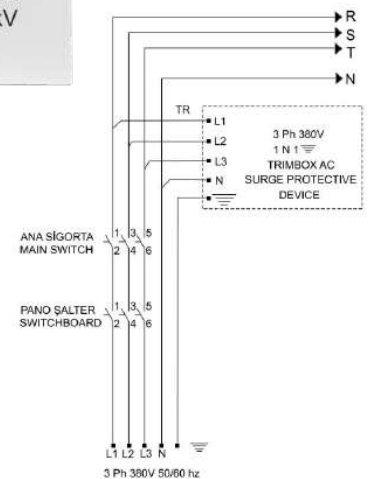 kV
R
S
T
N
TR
L1
L2
L3
N
3 Ph 380V
1 N 1
TRIMBOX AC
SURGE PROTECTIVE
DEVICE
ANA SİGORTA
MAIN SWITCH
1 3 5
2 4 6
PANO ŞALTER
SWITCHBOARD
1 3 5
2 4 6
L1 L2 L3 N
3 Ph 380V 50/60 hz